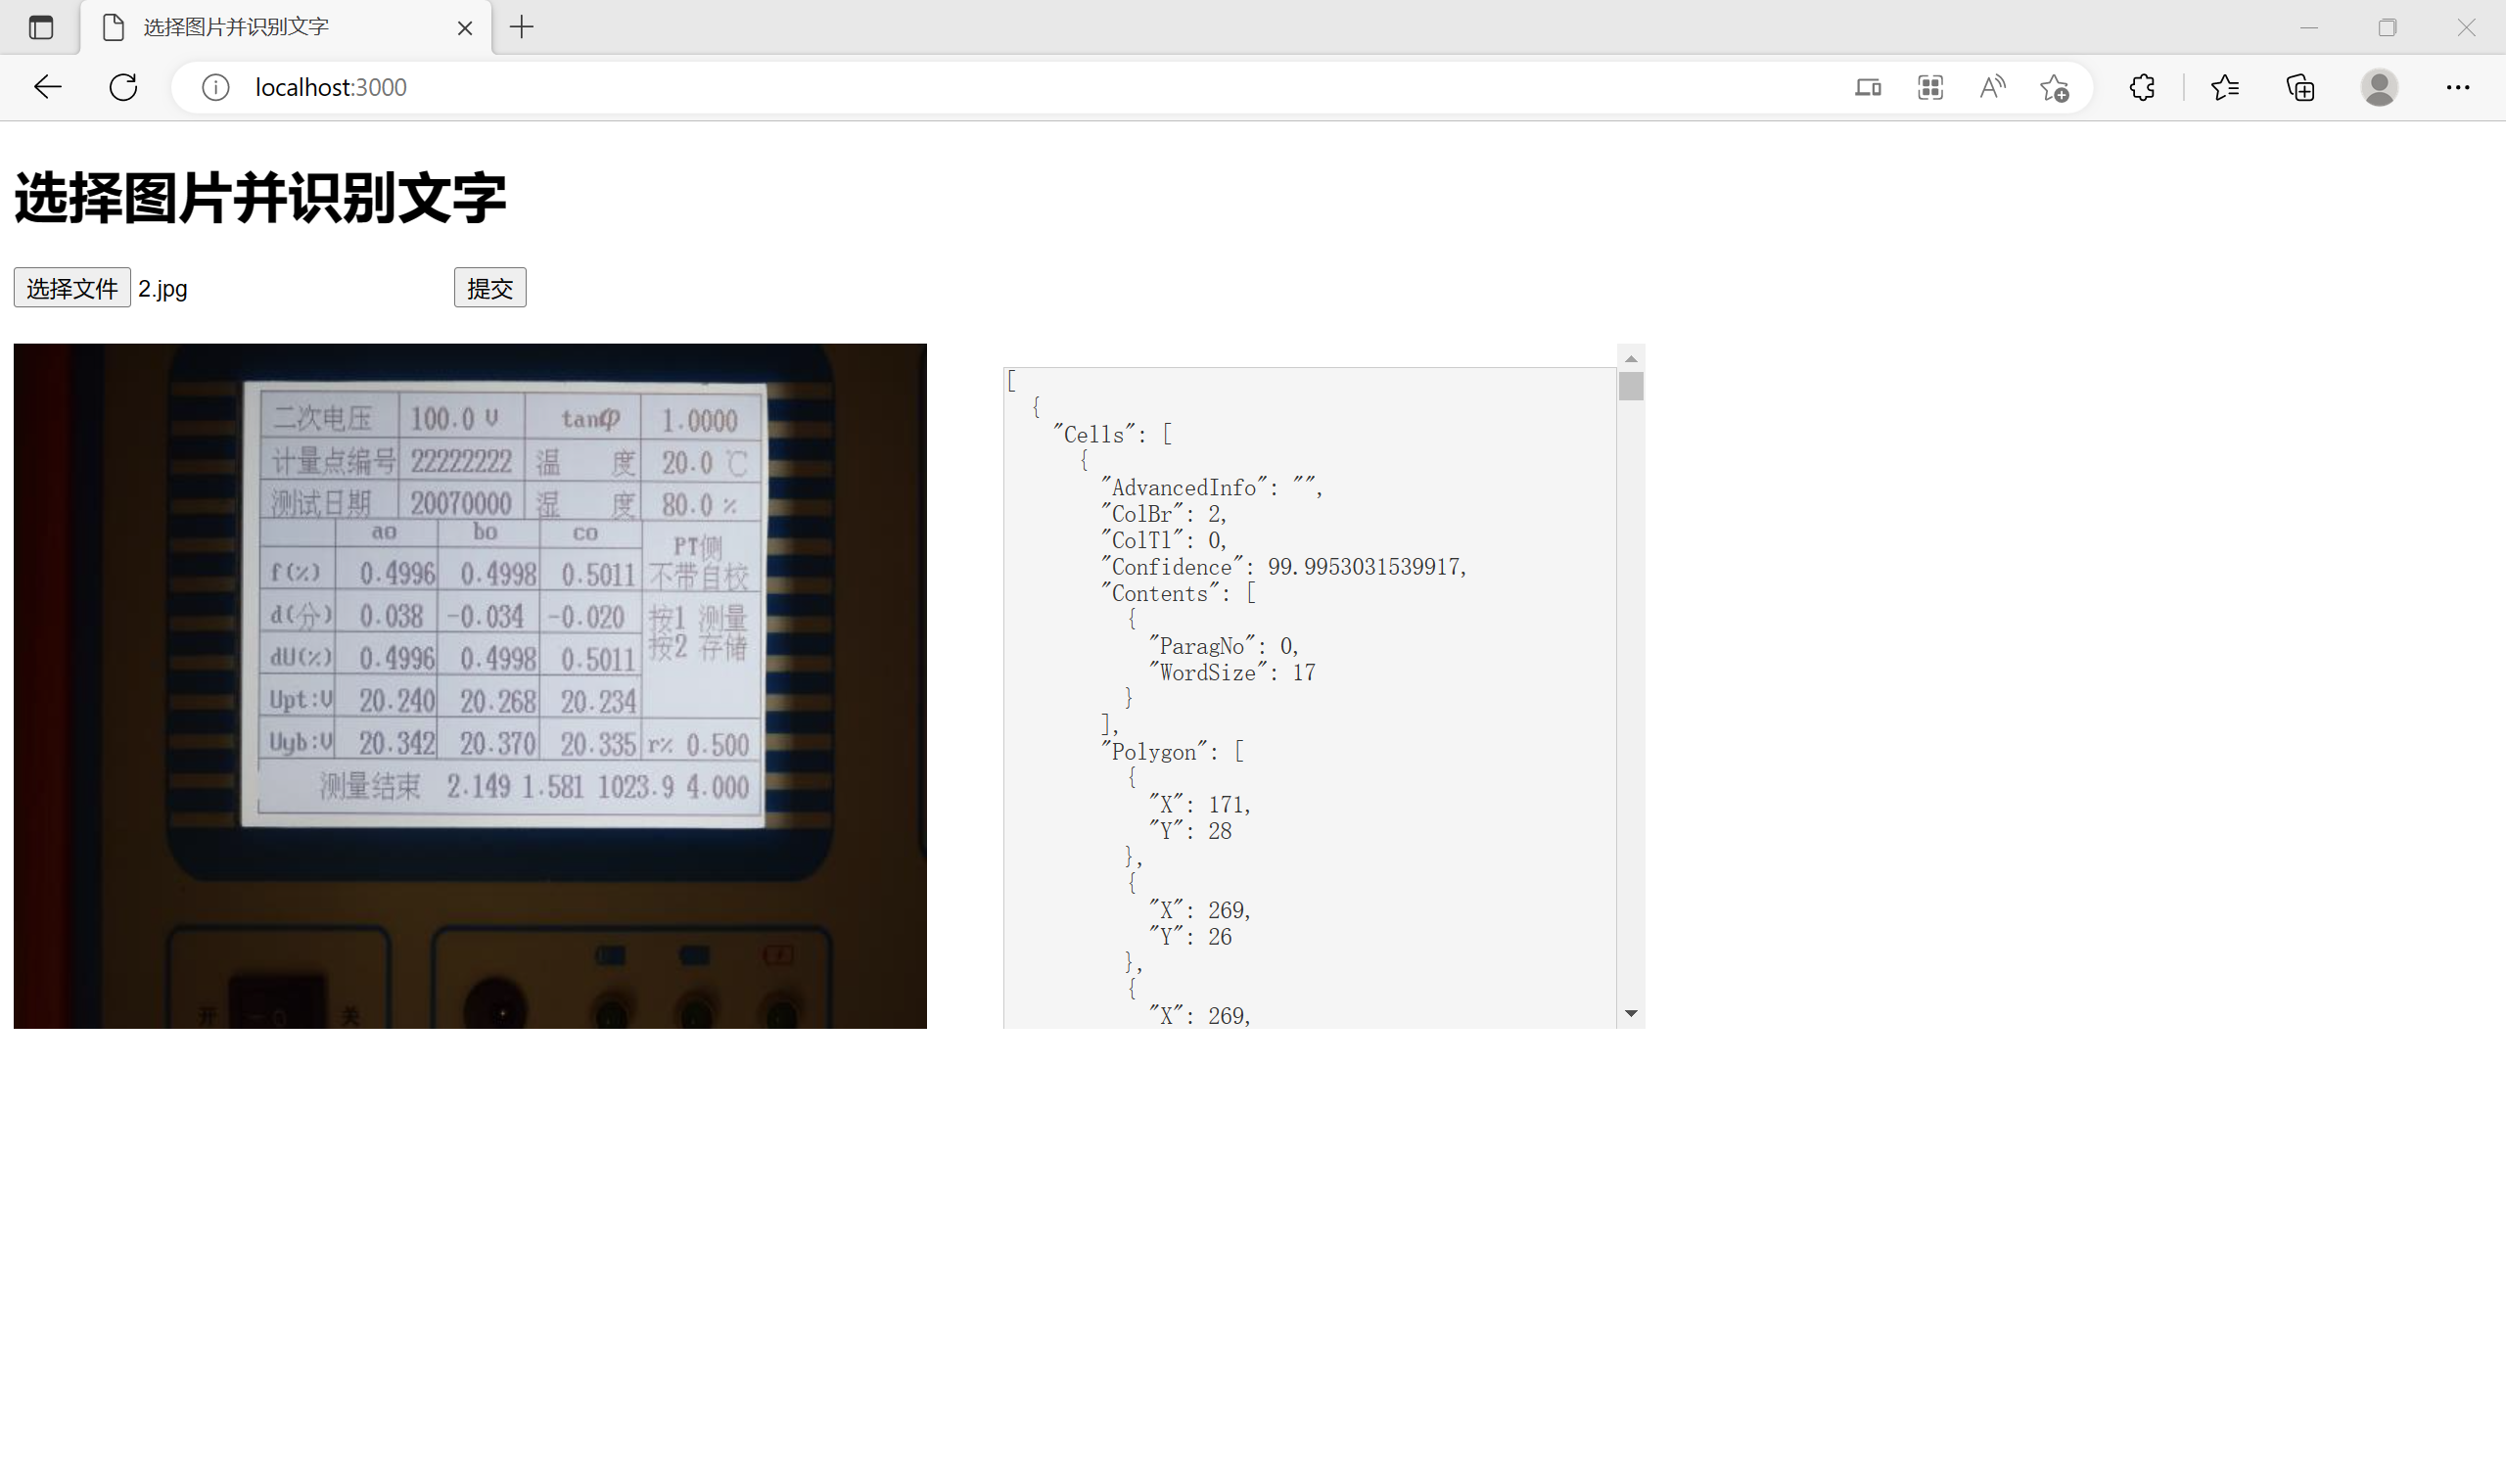 选择图片并识别文字
localhost:3000
选择图片并识别文字
选择文件 2.jpg 提交
二次电压 100.0 V tanφ 1.0000
计量点编号 22222222 温 度 20.0 ℃
测试日期 20070000 湿 度 80.0 %
ao bo co PT侧
f(%) 0.4996 0.4998 0.5011 不带自校
d(分) 0.038 -0.034 -0.020 按1 测量
按2 存储
dU(%) 0.4996 0.4998 0.5011
Upt:V 20.240 20.268 20.234
Uyb:V 20.342 20.370 20.335 r% 0.500
测量结束 2.149 1.581 1023.9 4.000
开 关
[
{
"Cells": [
{
"AdvancedInfo": "",
"ColBr": 2,
"ColTl": 0,
"Confidence": 99.9953031539917,
"Contents": [
{
"ParagNo": 0,
"WordSize": 17
}
],
"Polygon": [
{
"X": 171,
"Y": 28
},
{
"X": 269,
"Y": 26
},
{
"X": 269,